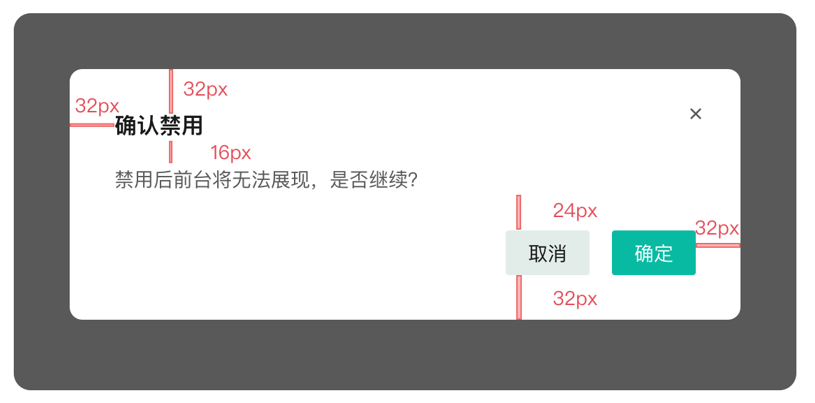 32px
32px
确认禁用
×
16px
禁用后前台将无法展现，是否继续？
24px
32px
取消
确定
32px